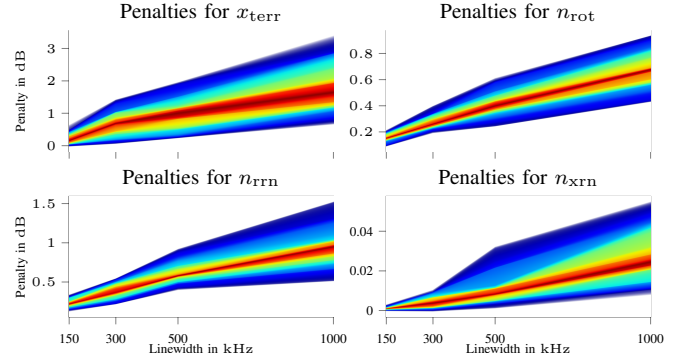 Penalties for x_terr
Penalties for n_rot
Penalty in dB
3
2
1
0
0.8
0.6
0.4
0.2
Penalties for n_rrn
Penalties for n_xrn
Penalty in dB
1.5
1
0.5
0.04
0.02
0
150 300 500 1000
Linewidth in kHz
150 300 500 1000
Linewidth in kHz